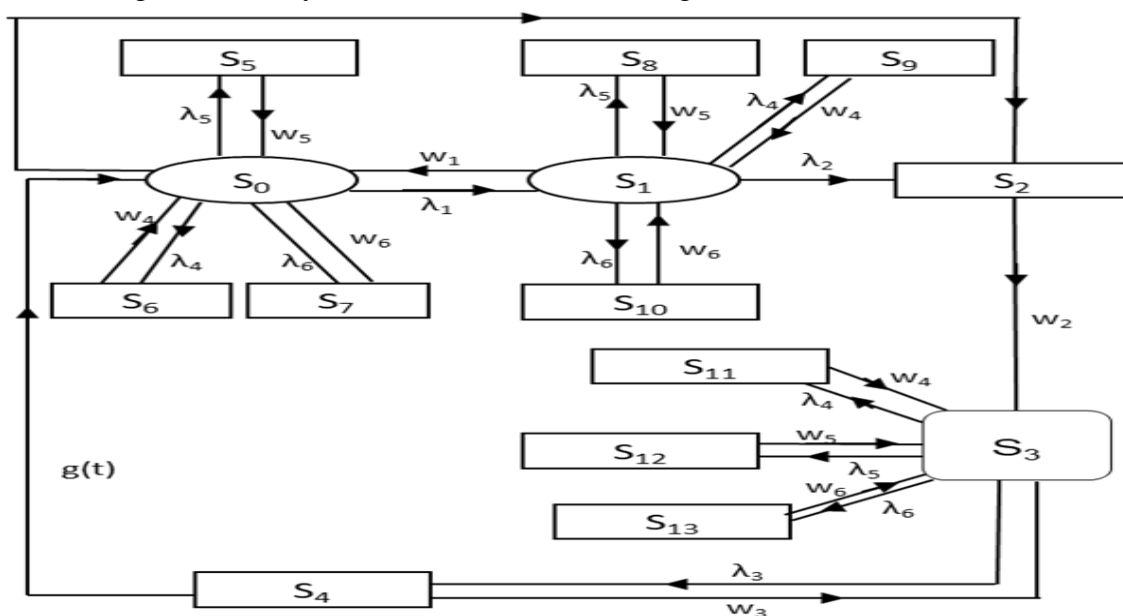 S₅
S₈
S₉
λ₅
w₅
λ₅
w₅
λ₄
w₄
S₀
w₁
λ₁
S₁
λ₂
S₂
w₄
λ₄
λ₆
w₆
λ₆
w₆
S₆
S₇
S₁₀
w₂
S₁₁
w₄
λ₄
S₁₂
w₅
λ₅
S₃
g(t)
w₆
λ₆
S₁₃
λ₃
S₄
w₃